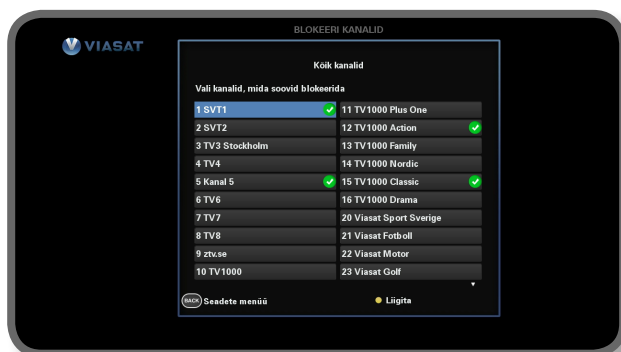 BLOKEERI KANALID
VIASAT
Kõik kanalid
Vali kanalid, mida soovid blokeerida
1 SVT1
2 SVT2
3 TV3 Stockholm
4 TV4
5 Kanal 5
6 TV6
7 TV7
8 TV8
9 ztv.se
10 TV1000
11 TV1000 Plus One
12 TV1000 Action
13 TV1000 Family
14 TV1000 Nordic
15 TV1000 Classic
16 TV1000 Drama
20 Viasat Sport Sverige
21 Viasat Fotboll
22 Viasat Motor
23 Viasat Golf
BACK Seadete menüü
Liigita